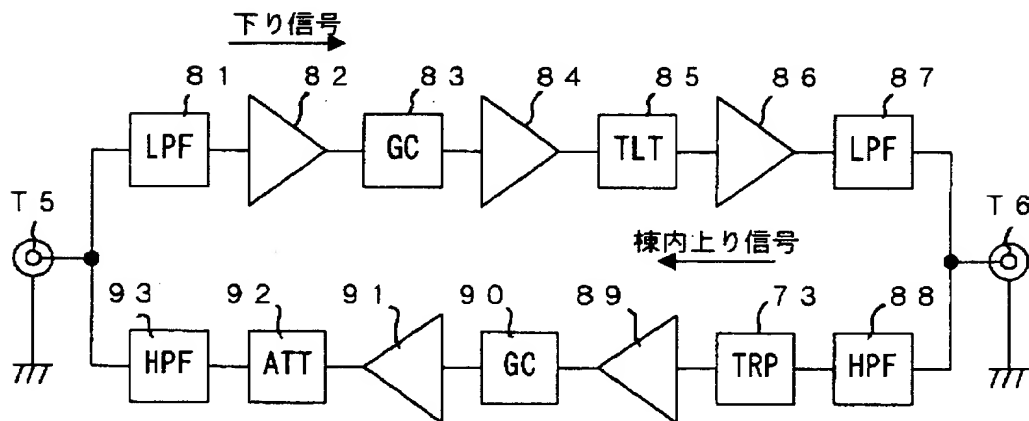 下り信号
８１ ８２ ８３ ８４ ８５ ８６ ８７
LPF GC TLT LPF
Ｔ５ Ｔ６
棟内上り信号
９３ ９２ ９１ ９０ ８９ ７３ ８８
HPF ATT GC TRP HPF